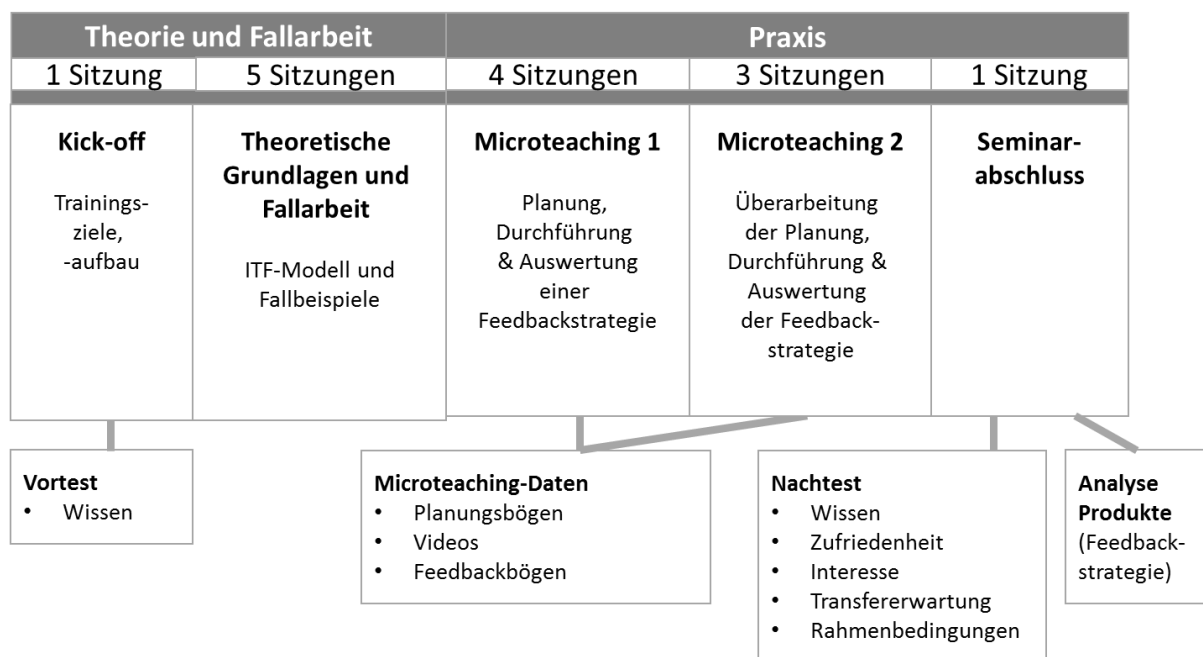 Theorie und Fallarbeit
Praxis
1 Sitzung
5 Sitzungen
4 Sitzungen
3 Sitzungen
1 Sitzung
Kick-off
Trainings-
ziele,
-aufbau
Theoretische
Grundlagen und
Fallarbeit
ITF-Modell und
Fallbeispiele
Microteaching 1
Planung,
Durchführung
& Auswertung
einer
Feedbackstrategie
Microteaching 2
Überarbeitung
der Planung,
Durchführung &
Auswertung
der Feedback-
strategie
Seminar-
abschluss
Vortest
• Wissen
Microteaching-Daten
• Planungsbögen
• Videos
• Feedbackbögen
Nachtest
• Wissen
• Zufriedenheit
• Interesse
• Transfererwartung
• Rahmenbedingungen
Analyse
Produkte
(Feedback-
strategie)